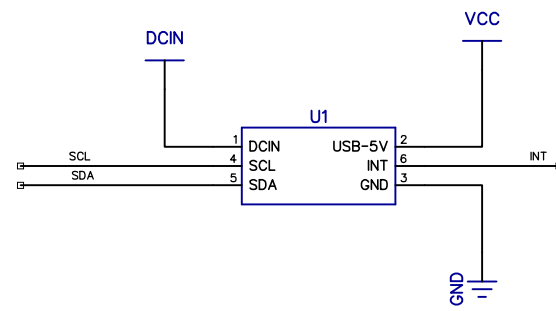 VCC
DCIN
U1
1 DCIN USB-5V 2
SCL 4 SCL INT 6 INT
SDA 5 SDA GND 3
GND